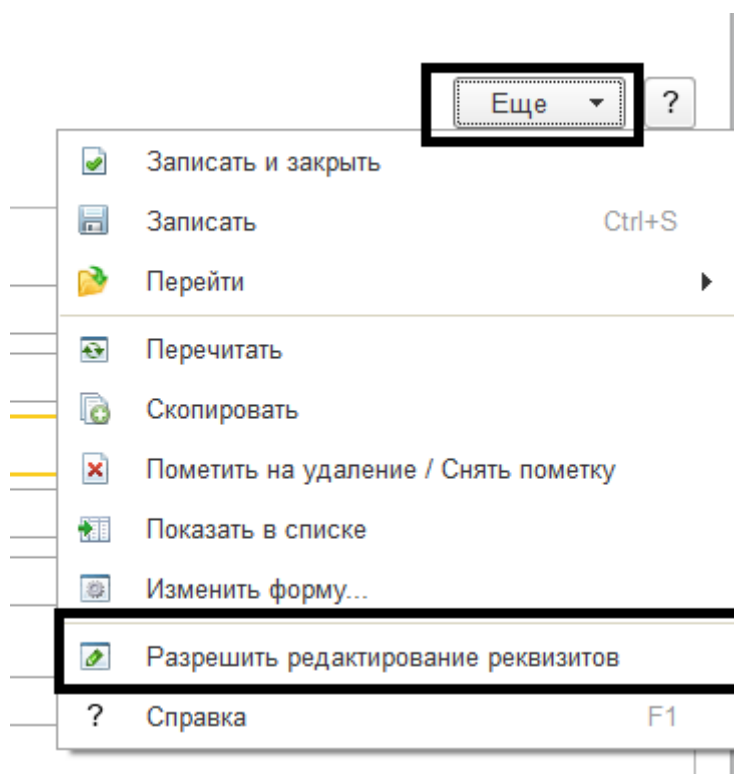 Еще ?
Записать и закрыть
Записать Ctrl+S
Перейти
Перечитать
Скопировать
Пометить на удаление / Снять пометку
Показать в списке
Изменить форму...
Разрешить редактирование реквизитов
? Справка F1